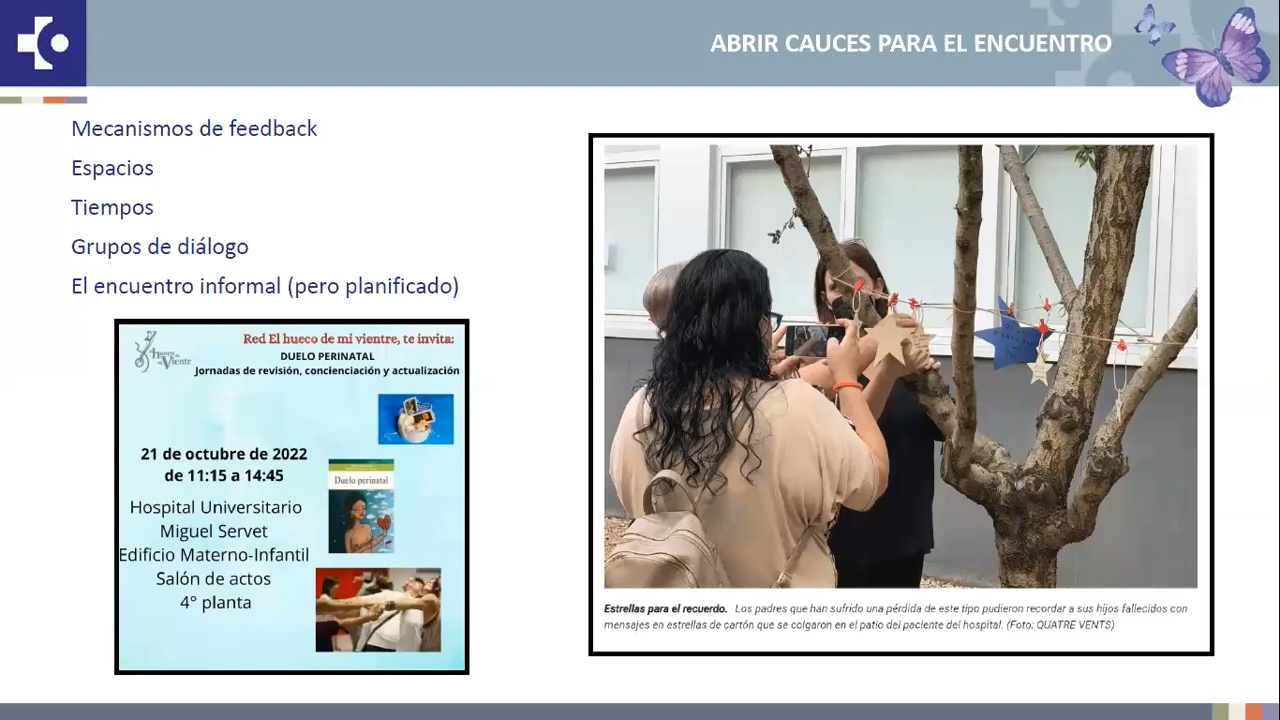 ABRIR CAUCES PARA EL ENCUENTRO
Mecanismos de feedback
Espacios
Tiempos
Grupos de diálogo
El encuentro informal (pero planificado)
hueco
de
mi
Vientre
Red El hueco de mi vientre, te invita:
DUELO PERINATAL
Jornadas de revisión, concienciación y actualización
21 de octubre de 2022
de 11:15 a 14:45
Duelo perinatal
Hospital Universitario
Miguel Servet
Edificio Materno-Infantil
Salón de actos
4° planta
Estrellas para el recuerdo. Los padres que han sufrido una pérdida de este tipo pudieron recordar a sus hijos fallecidos con
mensajes en estrellas de cartón que se colgaron en el patio del paciente del hospital. (Foto: QUATRE VENTS)